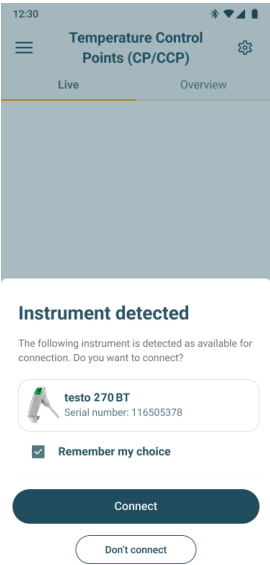 12:30
Temperature Control
Points (CP/CCP)
Live
Overview
Instrument detected
The following instrument is detected as available for
connection. Do you want to connect?
testo 270 BT
Serial number: 116505378
Remember my choice
Connect
Don't connect